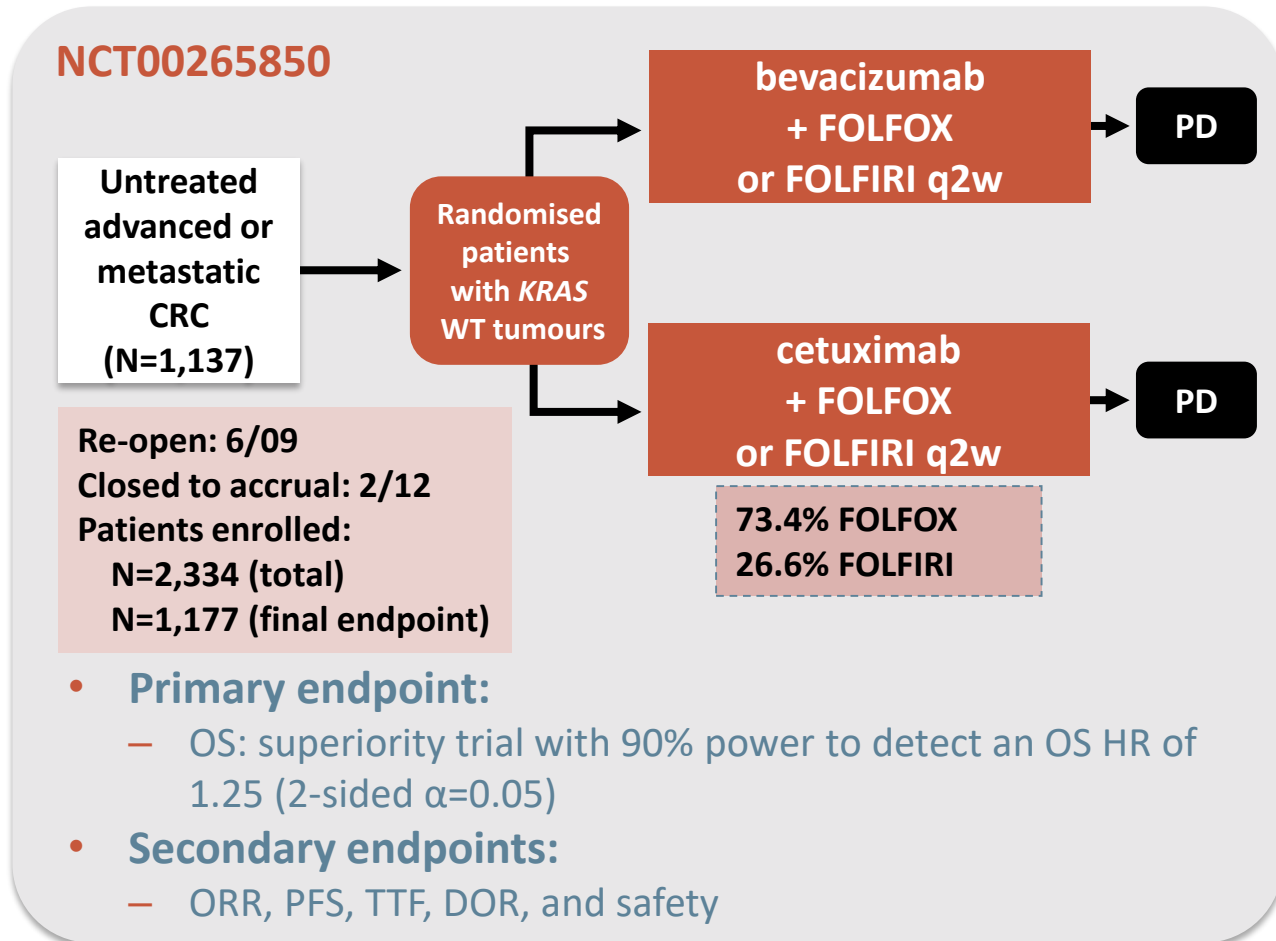 NCT00265850
Untreated
advanced or
metastatic
CRC
(N=1,137)
Randomised
patients
with KRAS
WT tumours
bevacizumab
+ FOLFOX
or FOLFIRI q2w
PD
cetuximab
+ FOLFOX
or FOLFIRI q2w
PD
73.4% FOLFOX
26.6% FOLFIRI
Re-open: 6/09
Closed to accrual: 2/12
Patients enrolled:
N=2,334 (total)
N=1,177 (final endpoint)
• Primary endpoint:
– OS: superiority trial with 90% power to detect an OS HR of
1.25 (2-sided α=0.05)
• Secondary endpoints:
– ORR, PFS, TTF, DOR, and safety